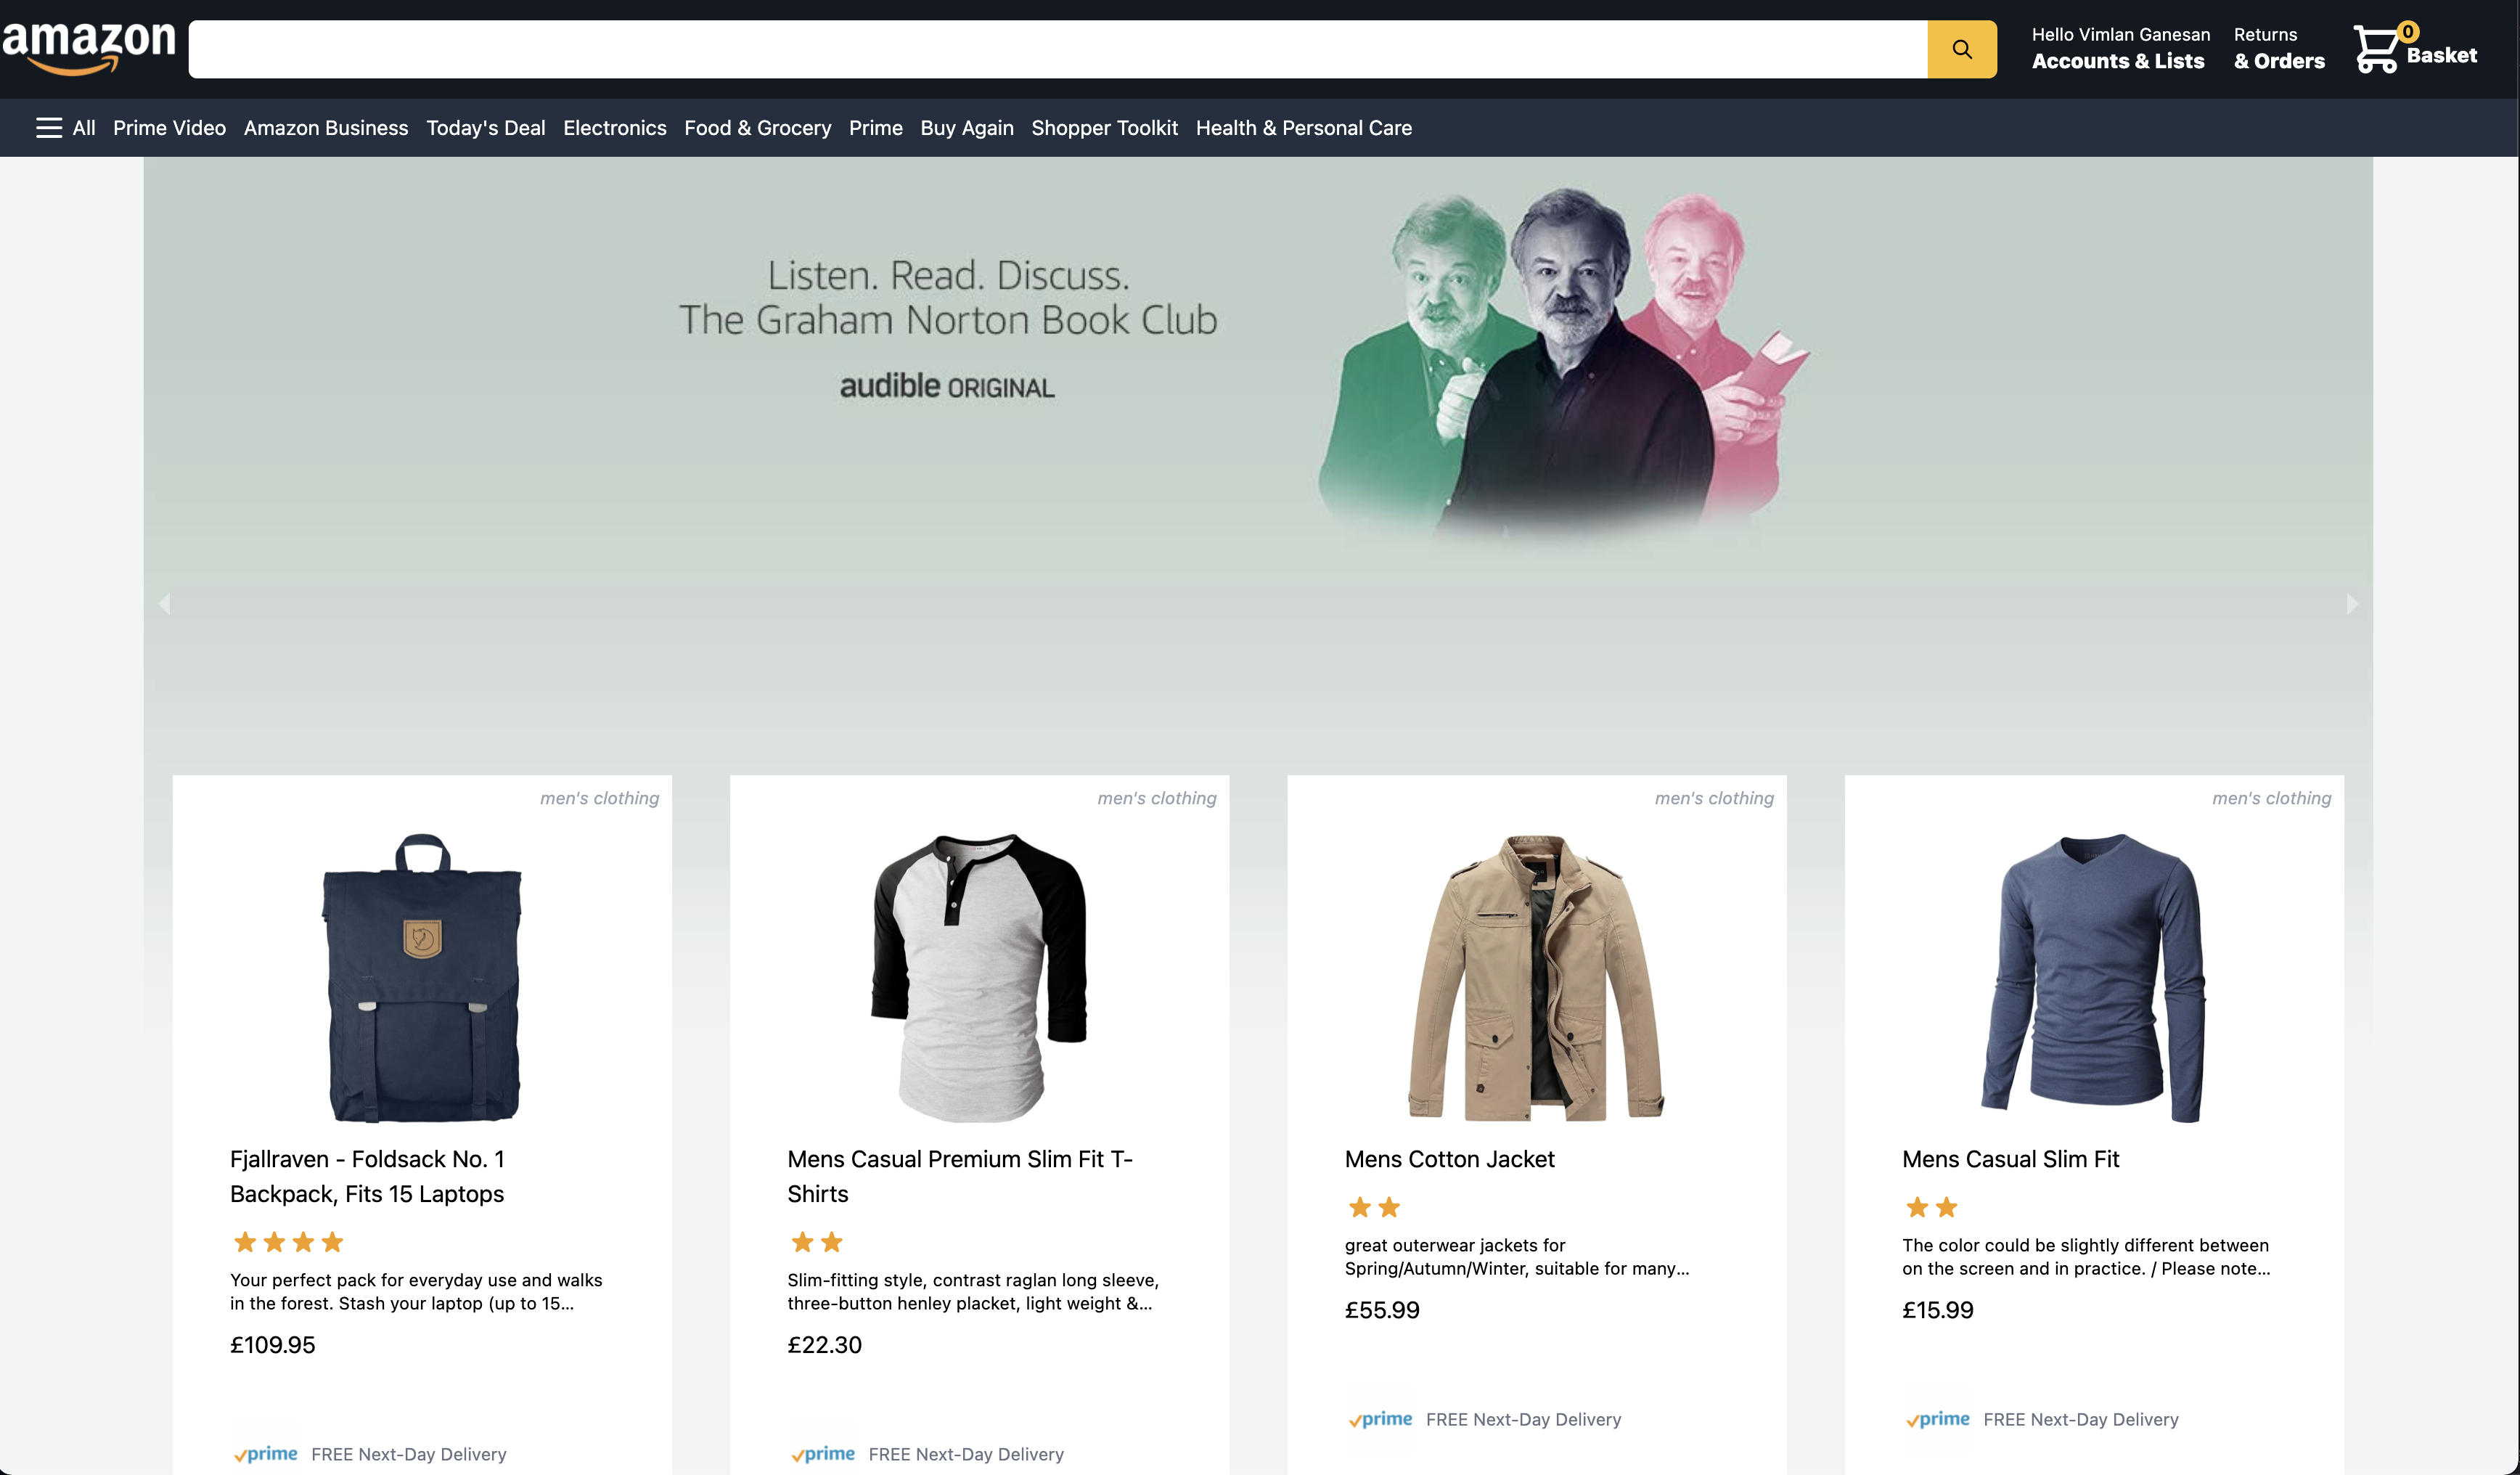 amazon
Hello Vimlan Ganesan
Accounts & Lists
Returns
& Orders
0
Basket
All Prime Video Amazon Business Today's Deal Electronics Food & Grocery Prime Buy Again Shopper Toolkit Health & Personal Care
Listen. Read. Discuss.
The Graham Norton Book Club
audible ORIGINAL
men's clothing
Fjallraven - Foldsack No. 1
Backpack, Fits 15 Laptops
Your perfect pack for everyday use and walks
in the forest. Stash your laptop (up to 15...
£109.95
prime FREE Next-Day Delivery
men's clothing
Mens Casual Premium Slim Fit T-
Shirts
Slim-fitting style, contrast raglan long sleeve,
three-button henley placket, light weight &...
£22.30
prime FREE Next-Day Delivery
men's clothing
Mens Cotton Jacket
great outerwear jackets for
Spring/Autumn/Winter, suitable for many...
£55.99
prime FREE Next-Day Delivery
men's clothing
Mens Casual Slim Fit
The color could be slightly different between
on the screen and in practice. / Please note...
£15.99
prime FREE Next-Day Delivery